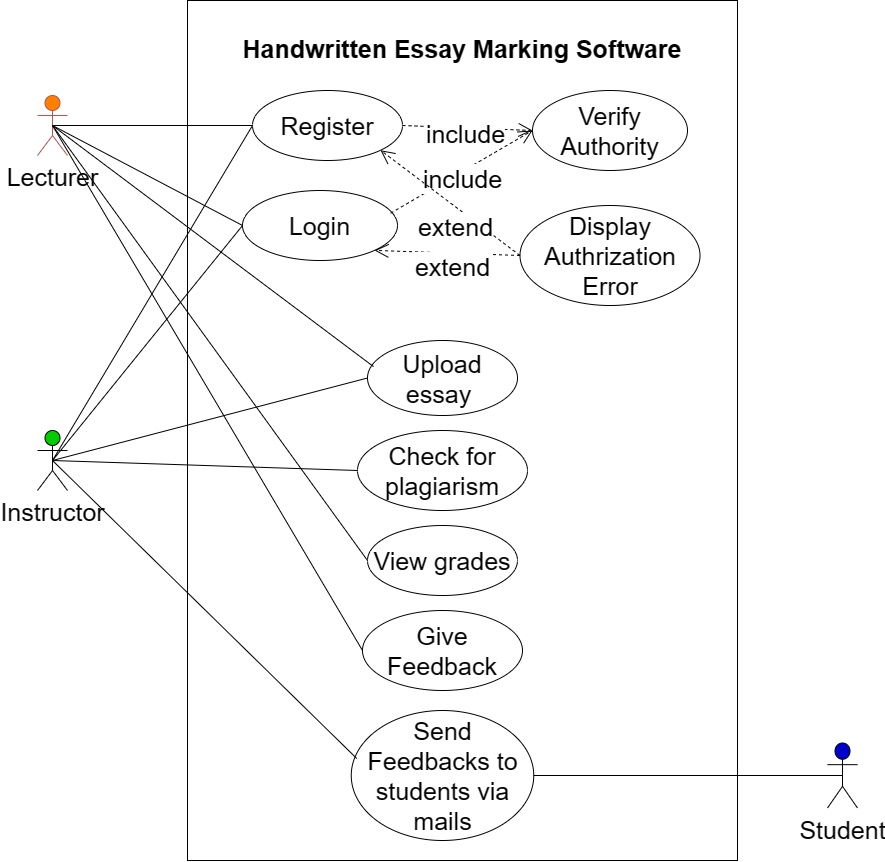 Handwritten Essay Marking Software
Lecturer
Register
include
Verify
Authority
include
Login
extend
extend
Display
Authrization
Error
Upload
essay
Instructor
Check for
plagiarism
View grades
Give
Feedback
Send
Feedbacks to
students via
mails
Student